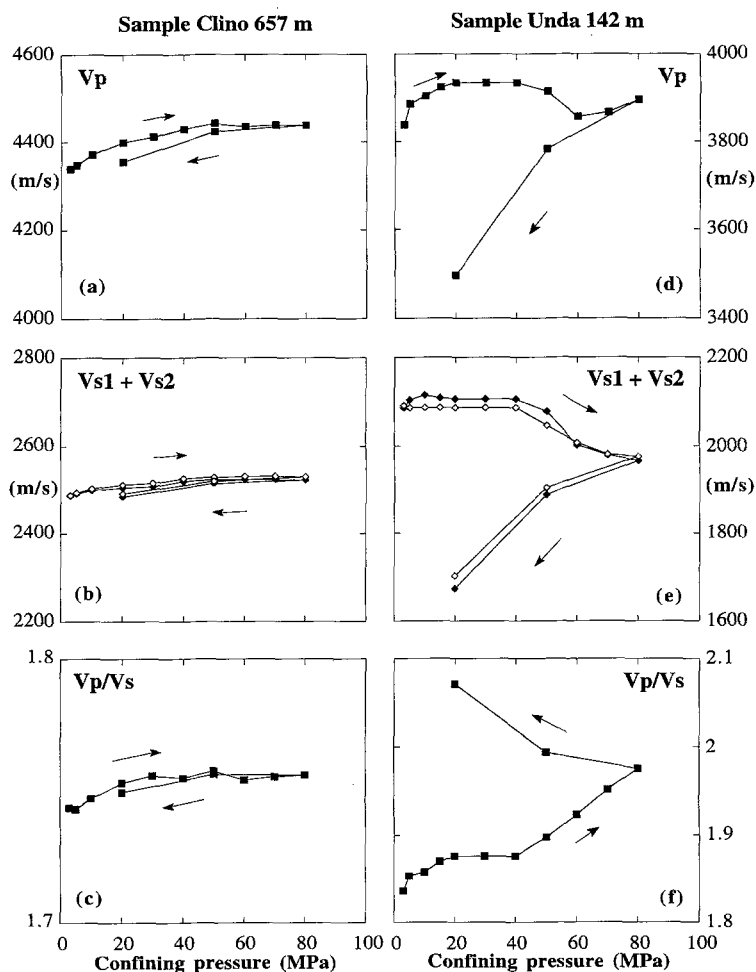 Sample Clino 657 m
Sample Unda 142 m
4600
Vp
4400
(m/s)
4200
(a)
4000
4000
Vp
3800
(m/s)
3600
(d)
3400
2800
Vs1 + Vs2
2600
(m/s)
2400
(b)
2200
2200
Vs1 + Vs2
2000
(m/s)
1800
(e)
1600
1.8
Vp/Vs
(c)
1.7
0 20 40 60 80 100
Confining pressure (MPa)
2.1
Vp/Vs
2
1.9
(f)
1.8
0 20 40 60 80 100
Confining pressure (MPa)